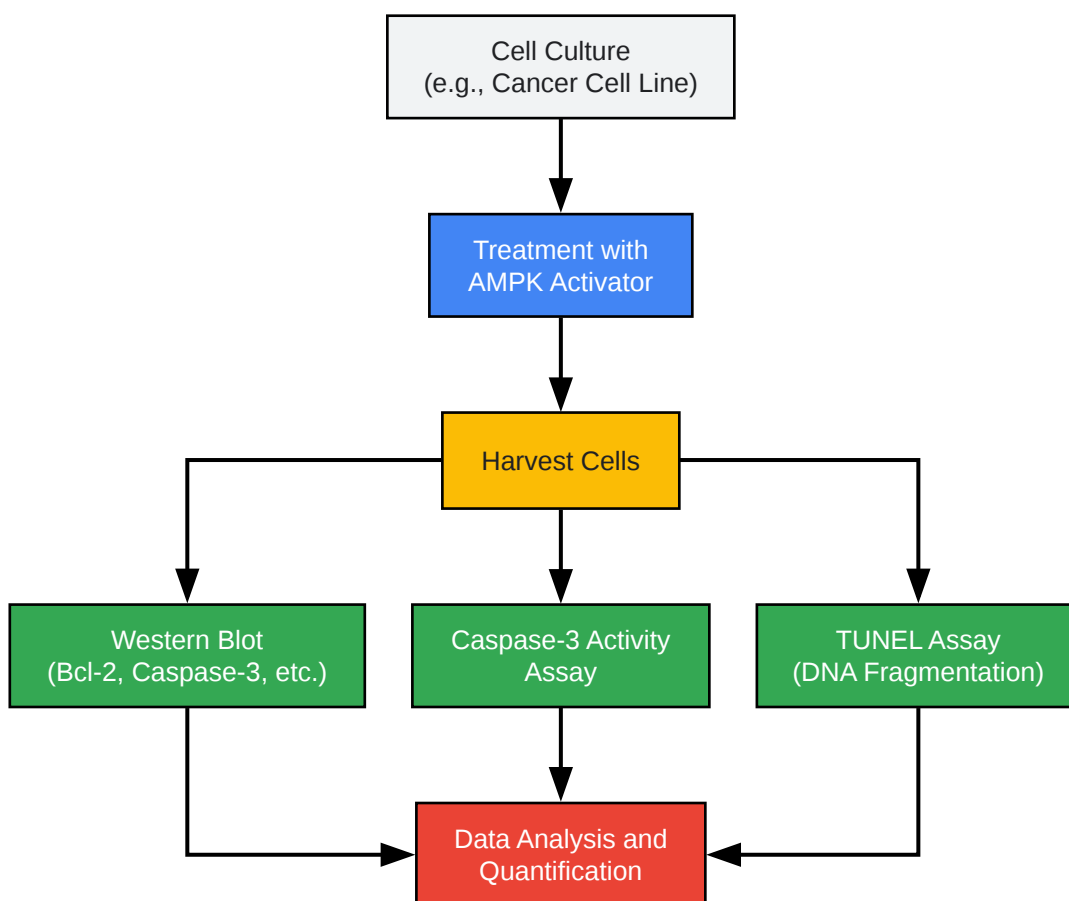 Cell Culture
(e.g., Cancer Cell Line)
Treatment with
AMPK Activator
Harvest Cells
Western Blot
(Bcl-2, Caspase-3, etc.)
Caspase-3 Activity
Assay
TUNEL Assay
(DNA Fragmentation)
Data Analysis and
Quantification